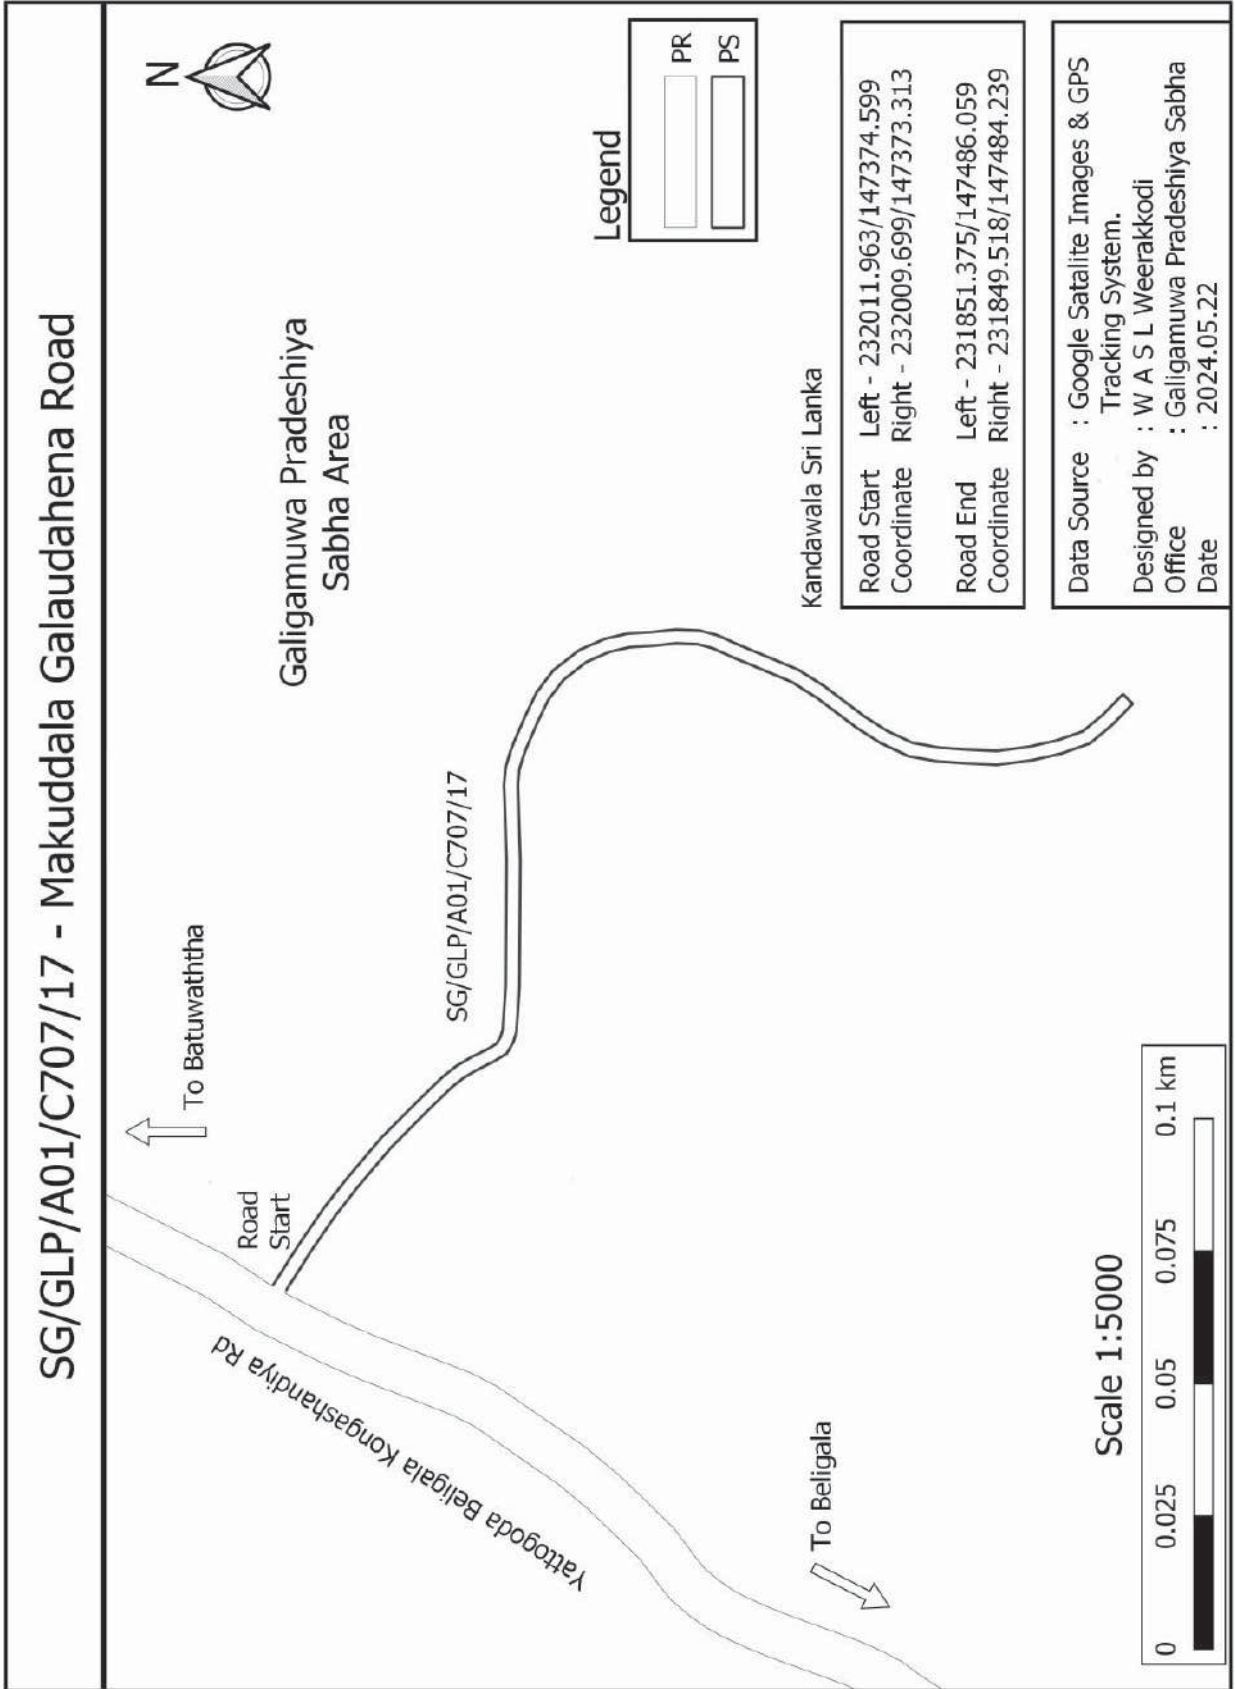 SG/GLP/A01/C707/17 - Makuddala Galaudahena Road
N
To Batuwaththa
Galigamuwa Pradeshiya
Sabha Area
Road
Start
Yattogoda Beligala Kongashandiya Rd
SG/GLP/A01/C707/17
Legend
PR
PS
To Beligala
Kandawala Sri Lanka
Road Start Left - 232011.963/147374.599
Coordinate Right - 232009.699/147373.313
Road End Left - 231851.375/147486.059
Coordinate Right - 231849.518/147484.239
Scale 1:5000
0 0.025 0.05 0.075 0.1 km
Data Source : Google Satalite Images & GPS
Tracking System.
Designed by : W A S L Weerakkodi
Office : Galigamuwa Pradeshiya Sabha
Date : 2024.05.22